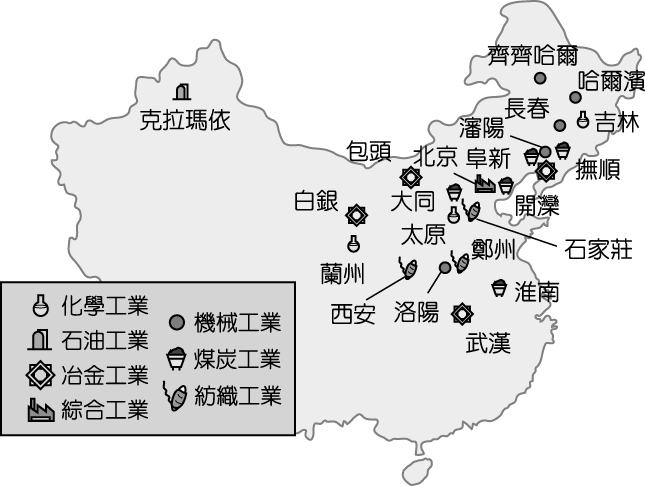 齊齊哈爾
哈爾濱
克拉瑪依
長春
吉林
瀋陽
包頭
北京
阜新
撫順
白銀
大同
開灤
太原
鄭州
石家莊
蘭州
西安
洛陽
淮南
武漢
化學工業
石油工業
冶金工業
綜合工業
機械工業
煤炭工業
紡織工業